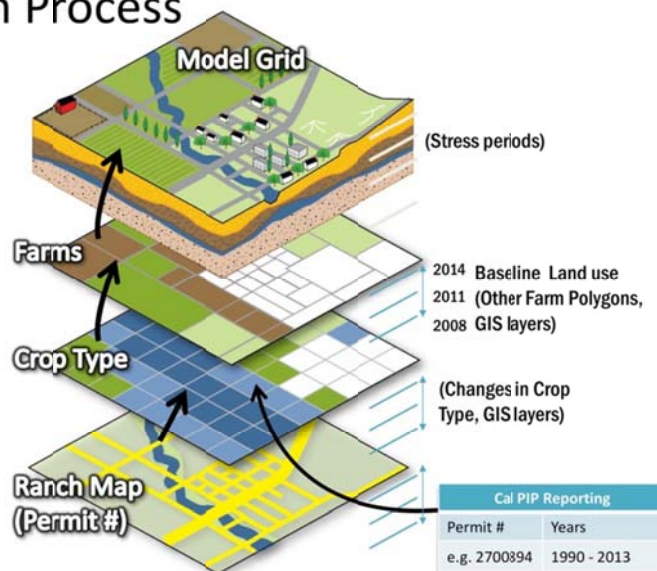 n Process
Model Grid
(Stress periods)
Farms
2014 Baseline Land use
2011 (Other Farm Polygons,
2008 GIS layers)
Crop Type
(Changes in Crop
Type, GIS layers)
Ranch Map
(Permit #)
Cal PIP Reporting
Permit # Years
e.g. 2700894 1990 - 2013